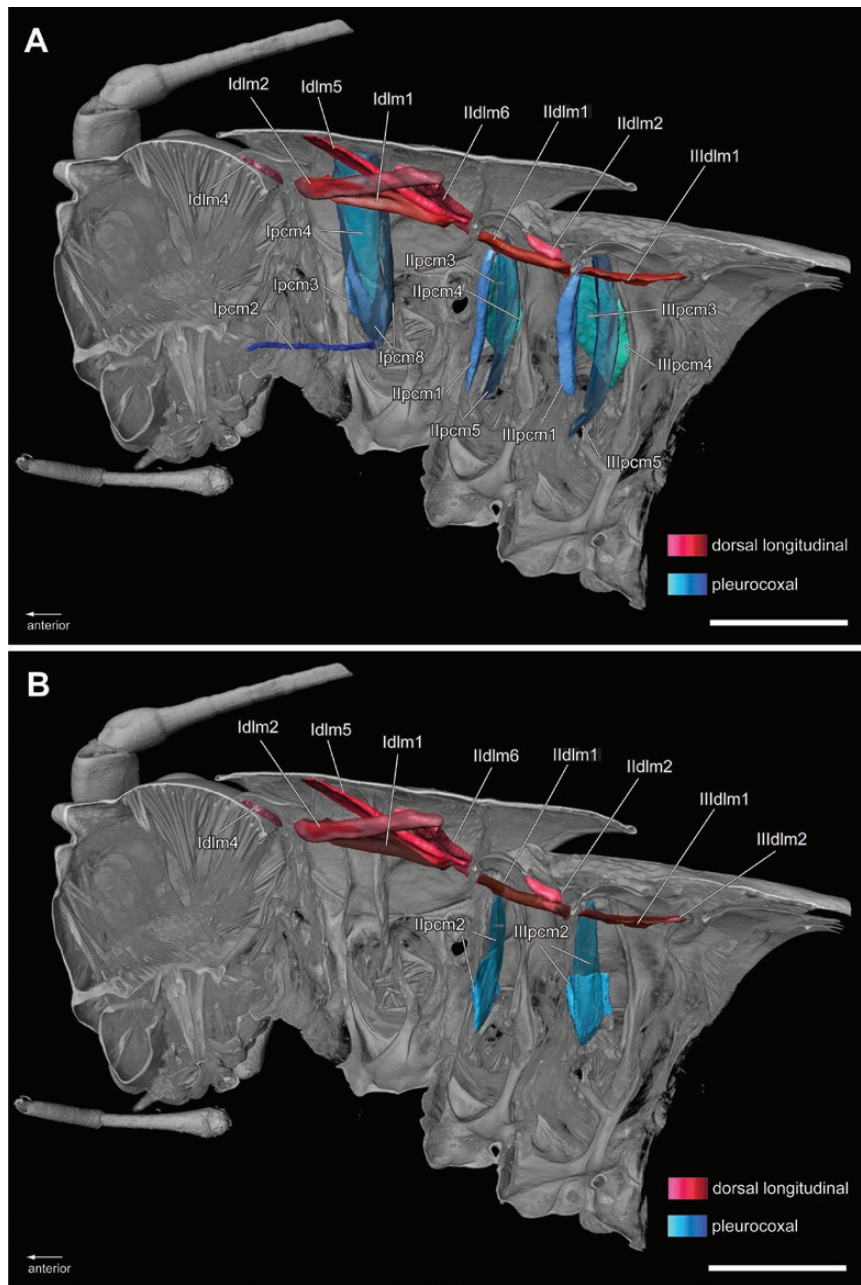 A
Idlm2
Idlm5
Idlm1
IIdlm6
IIdlm1
IIdlm2
IIIdlm1
Idlm4
Ipcm4
Ipcm3
Ipcm2
Ipcm8
IIpcm3
IIpcm4
IIpcm1
IIpcm5
IIIpcm1
IIIpcm3
IIIpcm4
IIIpcm5
dorsal longitudinal
pleurocoxal
anterior
B
Idlm2
Idlm5
Idlm1
IIdlm6
IIdlm1
IIdlm2
IIIdlm1
IIIdlm2
Idlm4
IIpcm2
IIIpcm2
dorsal longitudinal
pleurocoxal
anterior